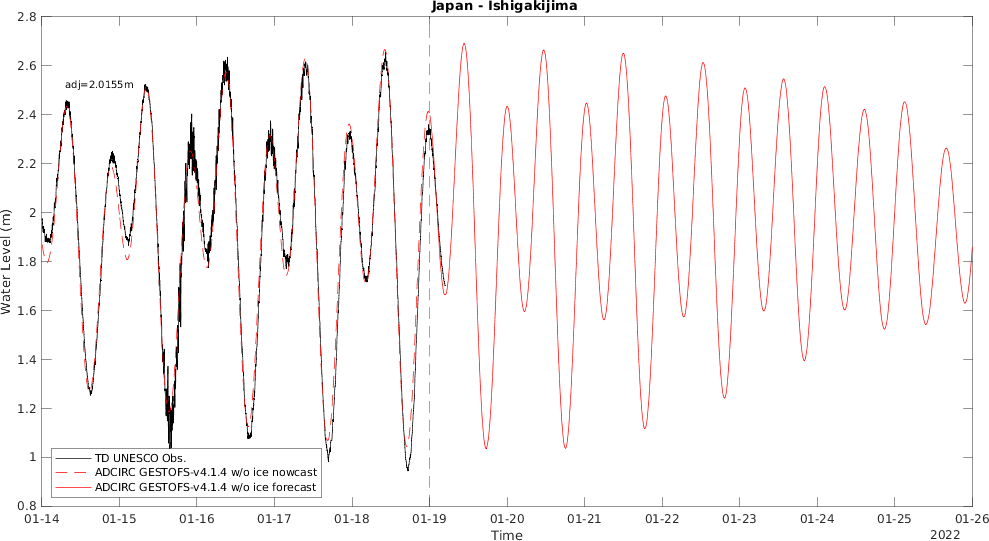 Japan - Ishigakijima
adj=2.0155m
Water Level (m)
2.8
2.6
2.4
2.2
2
1.8
1.6
1.4
1.2
1
0.8
TD UNESCO Obs.
ADCIRC GESTOFS-v4.1.4 w/o ice nowcast
ADCIRC GESTOFS-v4.1.4 w/o ice forecast
01-14 01-15 01-16 01-17 01-18 01-19 01-20 01-21 01-22 01-23 01-24 01-25 01-26
Time
2022